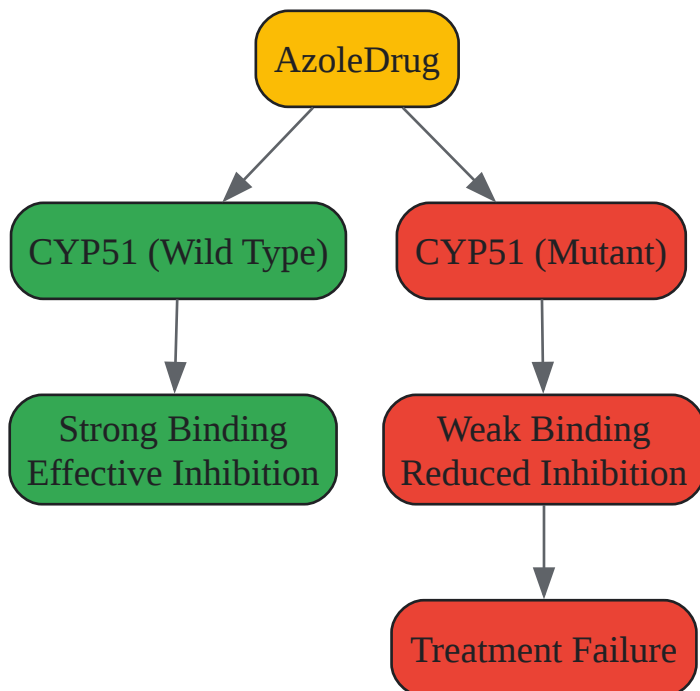 AzoleDrug
CYP51 (Wild Type)
CYP51 (Mutant)
Strong Binding
Effective Inhibition
Weak Binding
Reduced Inhibition
Treatment Failure